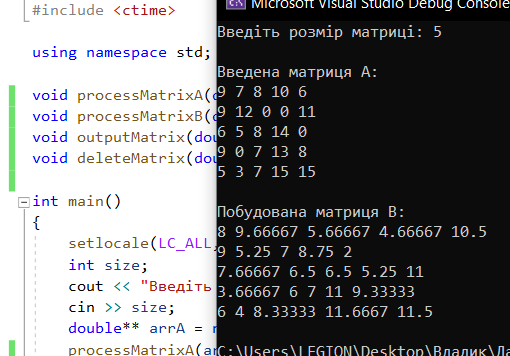 #include <ctime>
using namespace std;
void processMatrixA(
void processMatrixB(
void outputMatrix(dou
void deleteMatrix(dou
int main()
{
setlocale(LC_ALL,
int size;
cout << "Введіть
cin >> size;
double** arrA = n
processMatrixA(ar
Microsoft Visual Studio Debug Console
Введіть розмір матриці: 5
Введена матриця A:
9 7 8 10 6
9 12 0 0 11
6 5 8 14 0
9 0 7 13 8
5 3 7 15 15
Побудована матриця B:
8 9.66667 5.66667 4.66667 10.5
9 5.25 7 8.75 2
7.66667 6.5 6.5 5.25 11
3.66667 6 7 11 9.33333
6 4 8.33333 11.6667 11.5
C:\Users\LEGION\Desktop\Владик\Ла